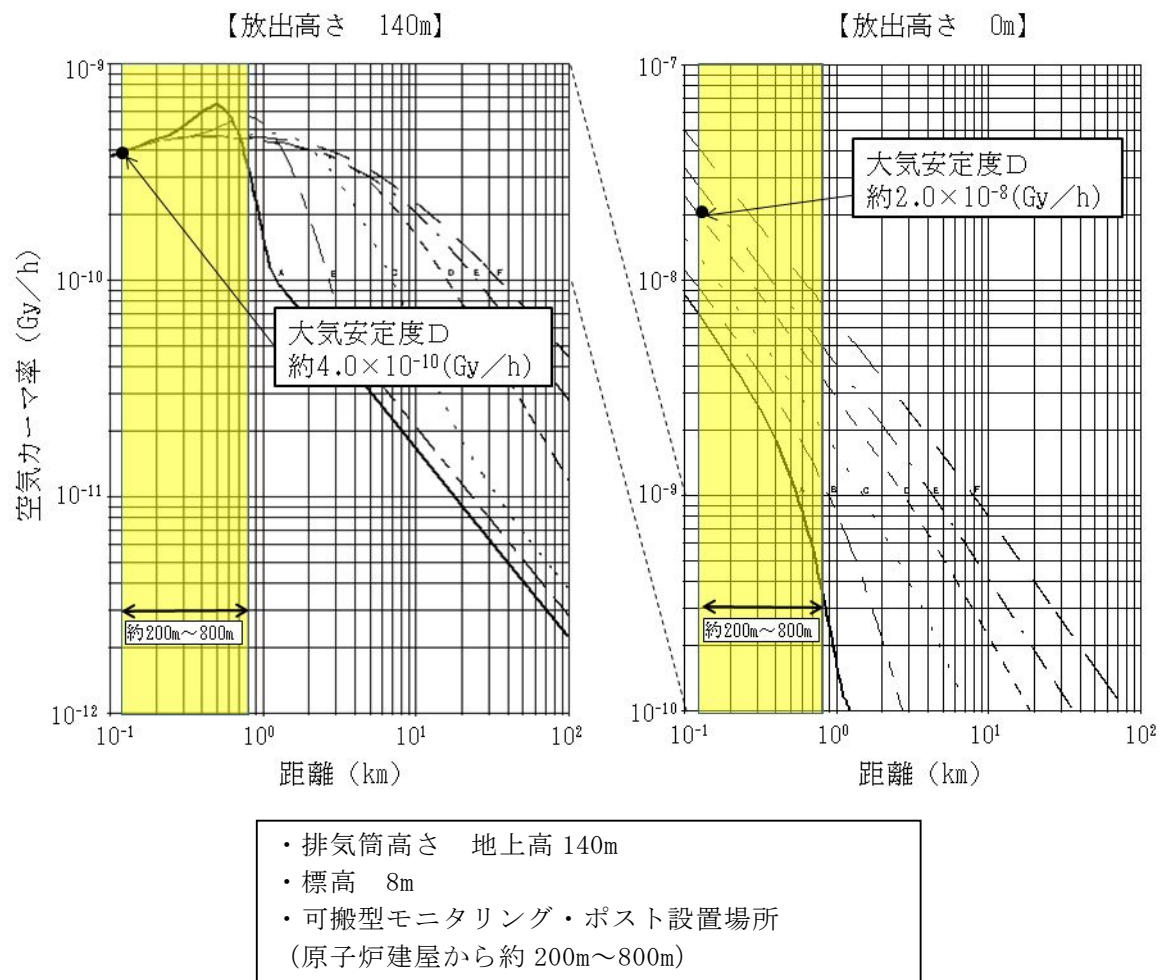 【放出高さ　140m】
【放出高さ　0m】
空気カーマ率 (Gy／h)
10⁻⁹
10⁻¹⁰
10⁻¹¹
10⁻¹²
大気安定度D
約4.0×10⁻¹⁰(Gy／h)
A
B
C
D
E
F
約200m～800m
10⁻¹
10⁰
10¹
10²
距離 (km)
10⁻⁷
10⁻⁸
10⁻⁹
10⁻¹⁰
大気安定度D
約2.0×10⁻⁸(Gy／h)
A
B
C
D
E
F
約200m～800m
10⁻¹
10⁰
10¹
10²
距離 (km)
・排気筒高さ　地上高 140m
・標高　8m
・可搬型モニタリング・ポスト設置場所
(原子炉建屋から約 200m～800m)